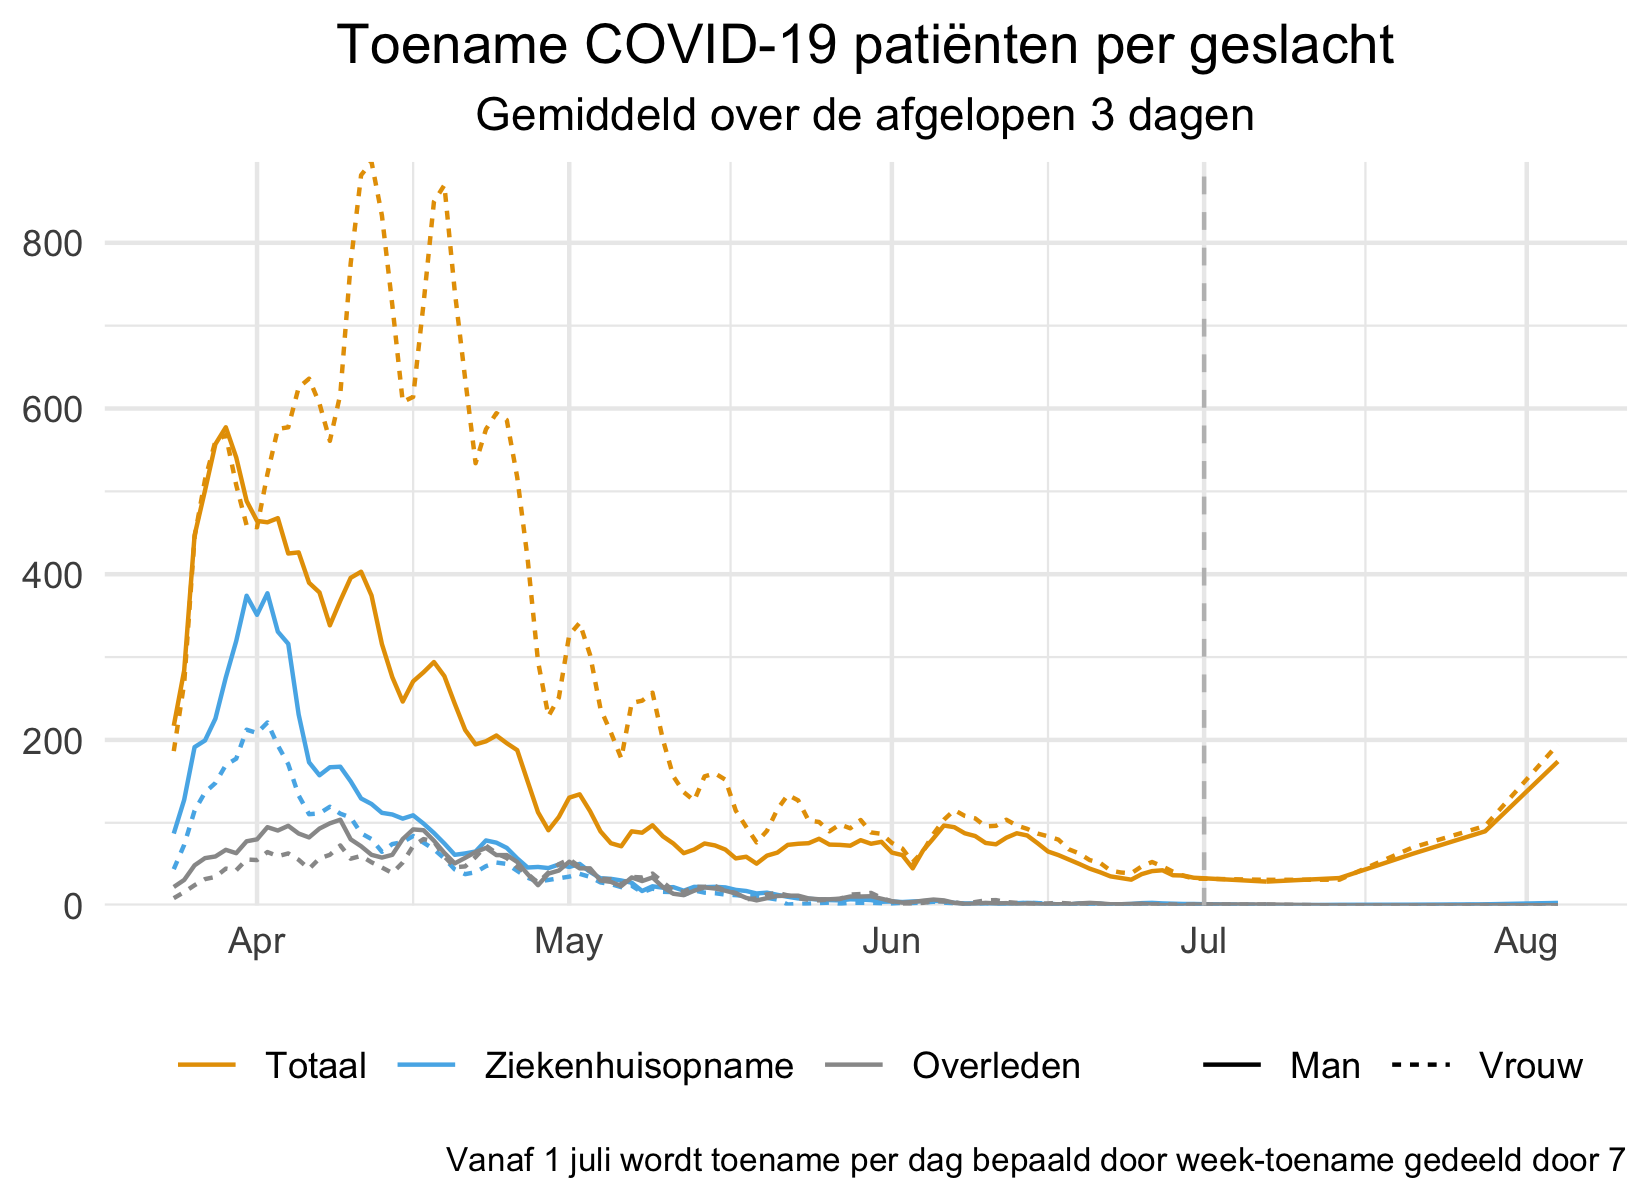 Toename COVID-19 patiënten per geslacht
Gemiddeld over de afgelopen 3 dagen
800
600
400
200
0
Apr May Jun Jul Aug
Totaal Ziekenhuisopname Overleden Man Vrouw
Vanaf 1 juli wordt toename per dag bepaald door week-toename gedeeld door 7